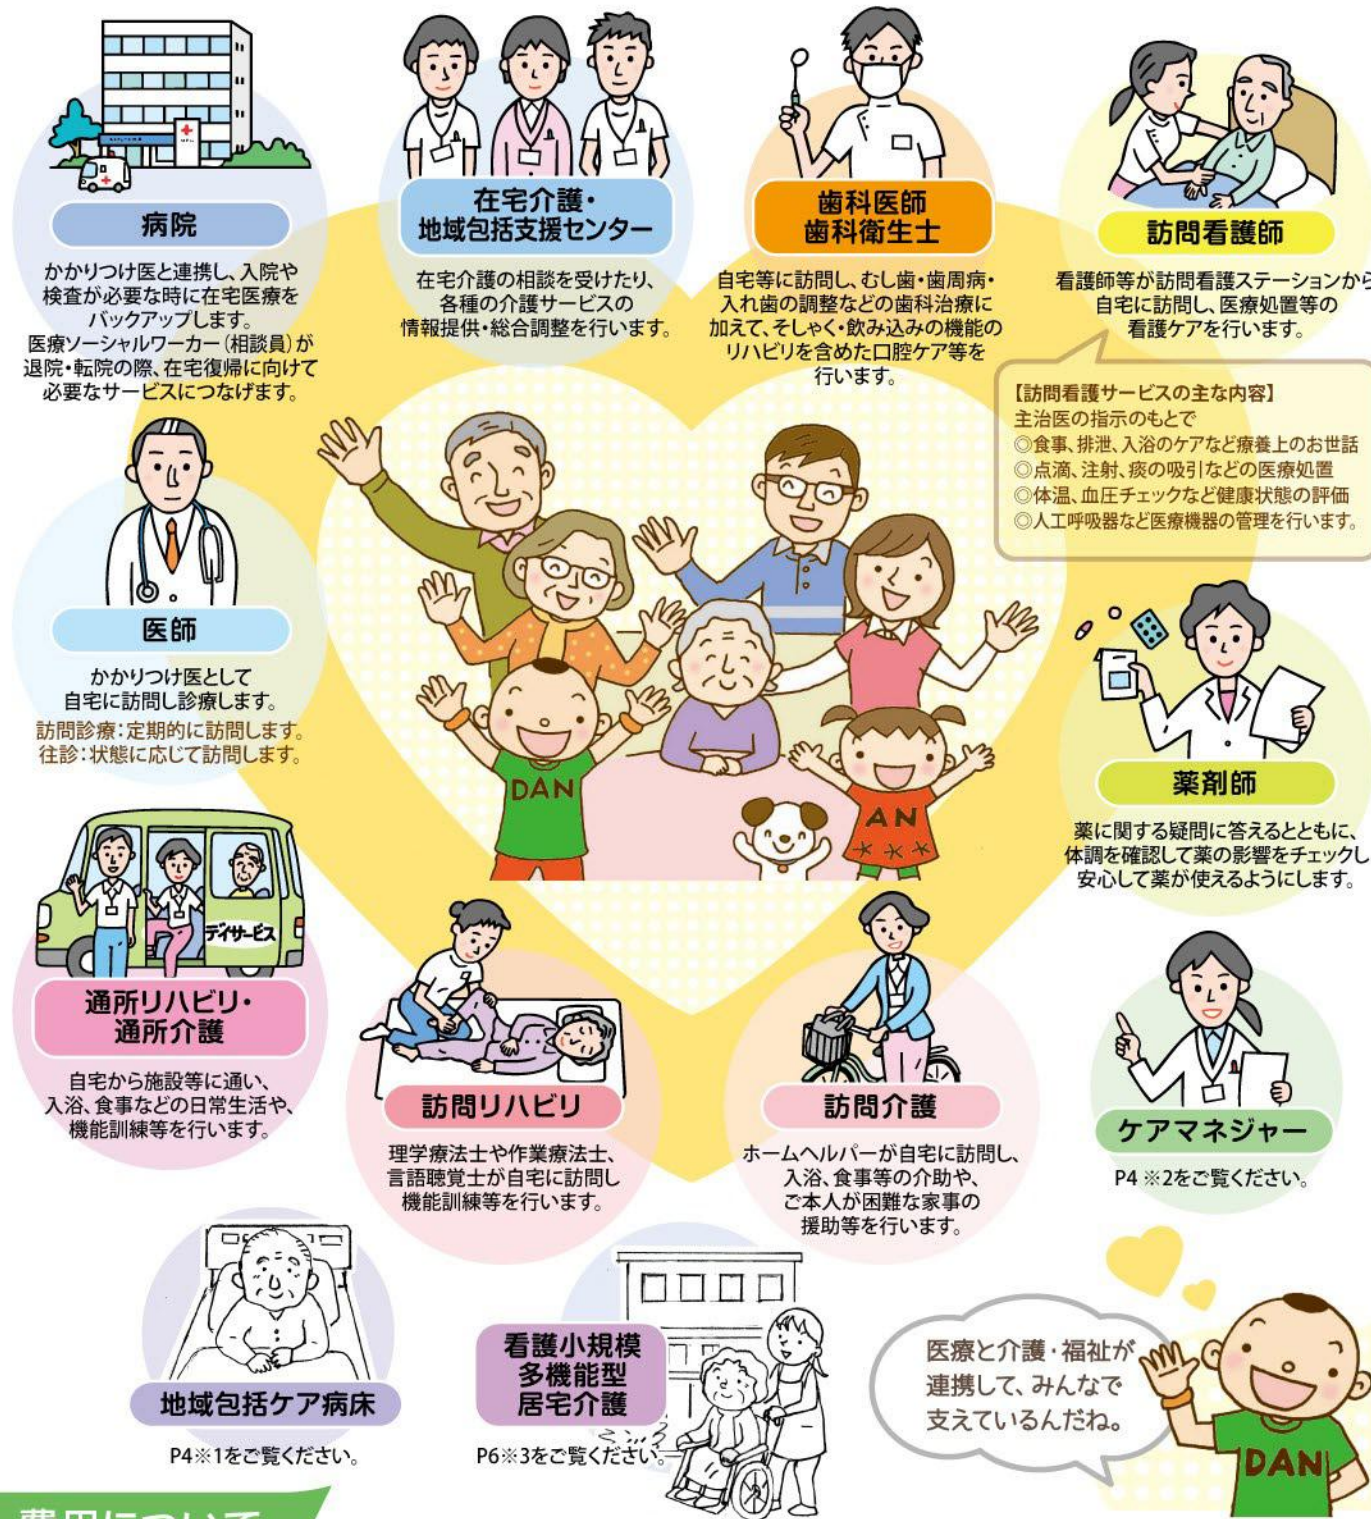 病院
かかりつけ医と連携し、入院や
検査が必要な時に在宅医療を
バックアップします。
医療ソーシャルワーカー（相談員）が
退院・転院の際、在宅復帰に向けて
必要なサービスにつなげます。
在宅介護・
地域包括支援センター
在宅介護の相談を受けたり、
各種の介護サービスの
情報提供・総合調整を行います。
歯科医師
歯科衛生士
自宅等に訪問し、むし歯・歯周病・
入れ歯の調整などの歯科治療に
加えて、そしゃく・飲み込みの機能の
リハビリを含めた口腔ケア等を
行います。
訪問看護師
看護師等が訪問看護ステーションから
自宅に訪問し、医療処置等の
看護ケアを行います。
【訪問看護サービスの主な内容】
主治医の指示のもとで
◎食事、排泄、入浴のケアなど療養上のお世話
◎点滴、注射、痰の吸引などの医療処置
◎体温、血圧チェックなど健康状態の評価
◎人工呼吸器など医療機器の管理を行います。
医師
かかりつけ医として
自宅に訪問し診療します。
訪問診療：定期的に訪問します。
往診：状態に応じて訪問します。
DAN
AN
薬剤師
薬に関する疑問に答えるとともに、
体調を確認して薬の影響をチェックし
安心して薬が使えるようにします。
デイサービス
通所リハビリ・
通所介護
自宅から施設等に通い、
入浴、食事などの日常生活や、
機能訓練等を行います。
訪問リハビリ
理学療法士や作業療法士、
言語聴覚士が自宅に訪問し
機能訓練等を行います。
訪問介護
ホームヘルパーが自宅に訪問し、
入浴、食事等の介助や、
ご本人が困難な家事の
援助等を行います。
ケアマネジャー
P4 ※2をご覧ください。
地域包括ケア病床
P4※1をご覧ください。
看護小規模
多機能型
居宅介護
P6※3をご覧ください。
医療と介護・福祉が
連携して、みんなで
支えているんだね。
DAN
費用について